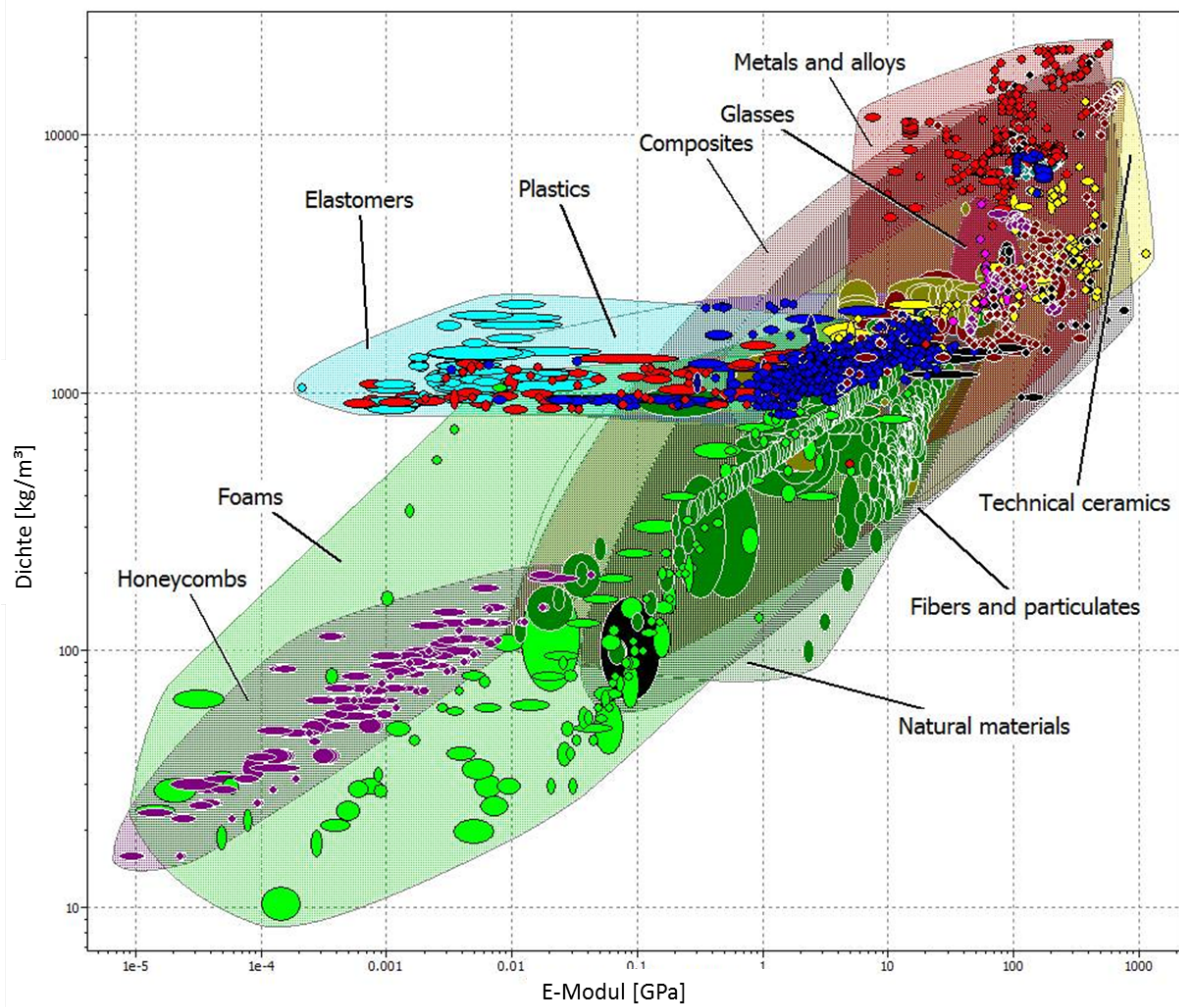 Metals and alloys
Glasses
Composites
Plastics
Elastomers
Foams
Honeycombs
Technical ceramics
Fibers and particulates
Natural materials
Dichte [kg/m³]
10000
1000
100
10
1e-5
1e-4
0.001
0.01
0.1
1
10
100
1000
E-Modul [GPa]